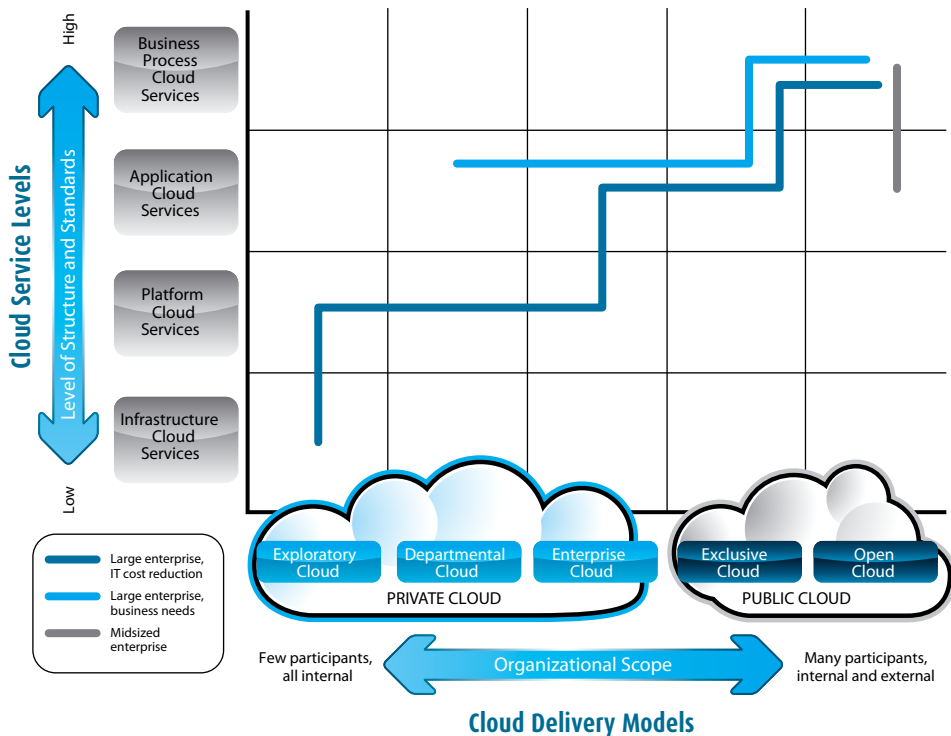 High
Cloud Service Levels
Level of Structure and Standards
Low
Business
Process
Cloud
Services
Application
Cloud
Services
Platform
Cloud
Services
Infrastructure
Cloud
Services
Large enterprise,
IT cost reduction
Large enterprise,
business needs
Midsized
enterprise
Exploratory
Cloud
Departmental
Cloud
Enterprise
Cloud
PRIVATE CLOUD
Exclusive
Cloud
Open
Cloud
PUBLIC CLOUD
Few participants,
all internal
Organizational Scope
Many participants,
internal and external
Cloud Delivery Models